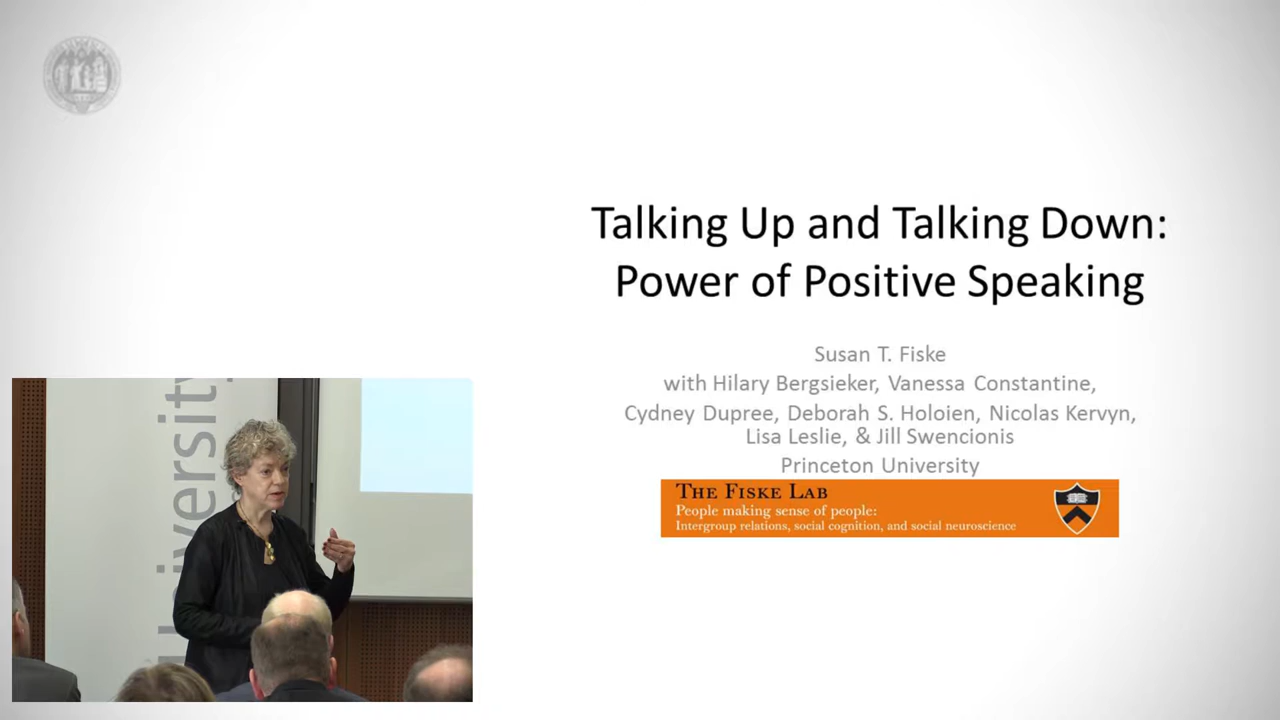 Talking Up and Talking Down:
Power of Positive Speaking
Susan T. Fiske
with Hilary Bergsieker, Vanessa Constantine,
Cydney Dupree, Deborah S. Holoien, Nicolas Kervyn,
Lisa Leslie, & Jill Swencionis
Princeton University
THE FISKE LAB
People making sense of people:
Intergroup relations, social cognition, and social neuroscience